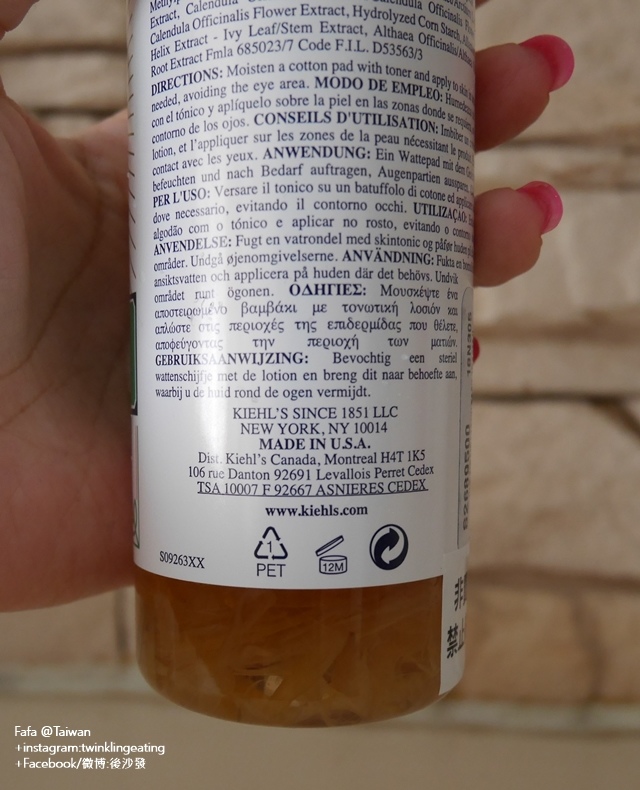 Extract, Calendula Calendula Officinalis
Calendula Officinalis Flower Extract, Hydrolyzed Corn Starch,
Helix Extract - Ivy Leaf/Stem Extract, Althaea Officinalis/
Root Extract Fmla 685023/7 Code F.I.L. D53563/3
DIRECTIONS: Moisten a cotton pad with toner and apply to skin
needed, avoiding the eye area. MODO DE EMPLEO:
con el tónico y aplíquelo sobre la piel en las zonas donde se
contorno de los ojos. CONSEILS D'UTILISATION: Imbiber
lotion, et l'appliquer sur les zones de la peau nécessitant le
contact avec les yeux. ANWENDUNG: Ein Wattepad mit dem
befeuchten und nach Bedarf auftragen, Augenpartien
PER L'USO: Versare il tonico su un batuffolo di cotone ed
dove necessario, evitando il contorno occhi. UTILIZAÇÃO:
algodão com o tónico e aplicar no rosto, evitando o
ANVENDELSE: Fugt en vatrondel med skintonic og påfør huden
områder. Undgå øjenomgivelserne. ANVÄNDNING: Fukta en
ansiktsvatten och applicera på huden där det behövs. Undvik
området runt ögonen. ΟΔΗΓΙΕΣ: Μουσκέψτε ένα
αποστειρωμένο βαμβάκι με τονωτική λοσιόν και
απλώστε στις περιοχές της επιδερμίδας που θέλετε,
αποφεύγοντας την περιοχή των ματιών.
GEBRUIKSAANWIJZING: Bevochtig een steriel
wattenschijfje met de lotion en breng dit naar behoefte aan,
waarbij u de huid rond de ogen vermijdt.
KIEHL'S SINCE 1851 LLC
NEW YORK, NY 10014
MADE IN U.S.A.
Dist. Kiehl's Canada, Montreal H4T 1K5
106 rue Danton 92691 Levallois Perret Cedex
TSA 10007 F 92667 ASNIERES CEDEX
www.kiehls.com
1
PET
12M
S09263XX
非
禁止
Fafa @Taiwan
+instagram:twinklingeating
+Facebook/微博:後沙發